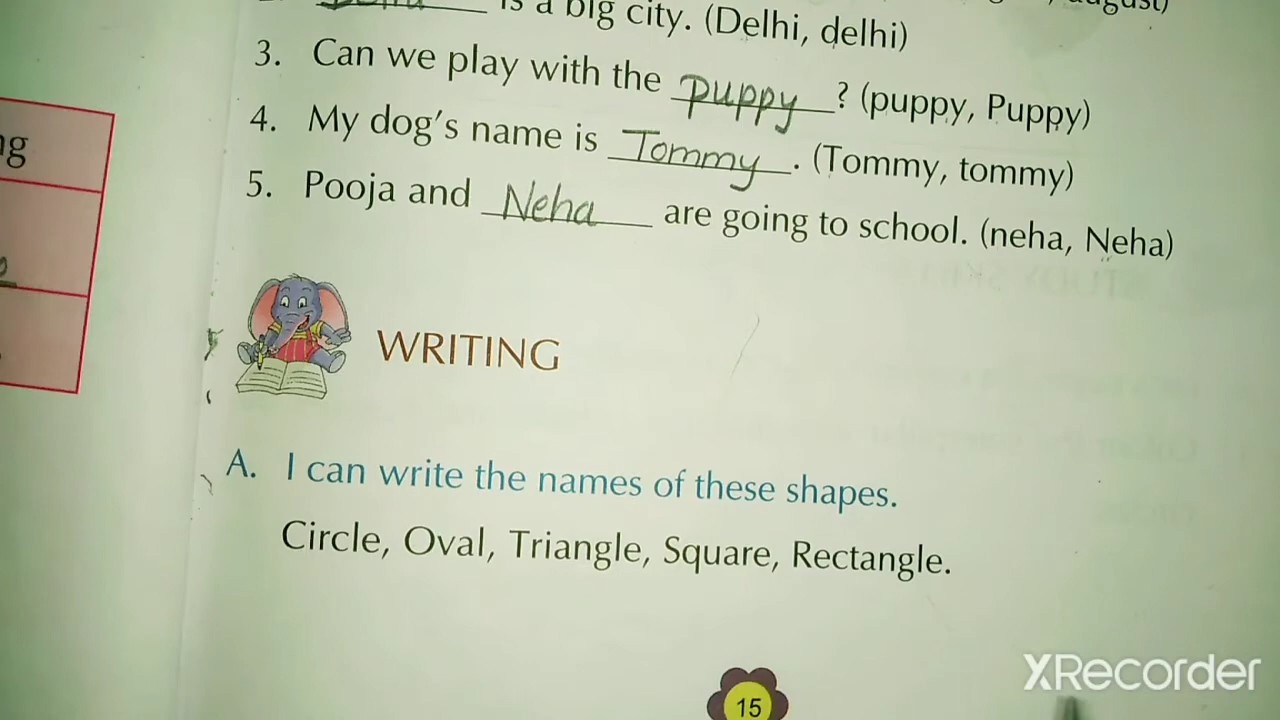 is a big city. (Delhi, delhi)
3. Can we play with the puppy ? (puppy, Puppy)
4. My dog's name is Tommy. (Tommy, tommy)
5. Pooja and Neha are going to school. (neha, Neha)
WRITING
A. I can write the names of these shapes.
Circle, Oval, Triangle, Square, Rectangle.
15
XRecorder